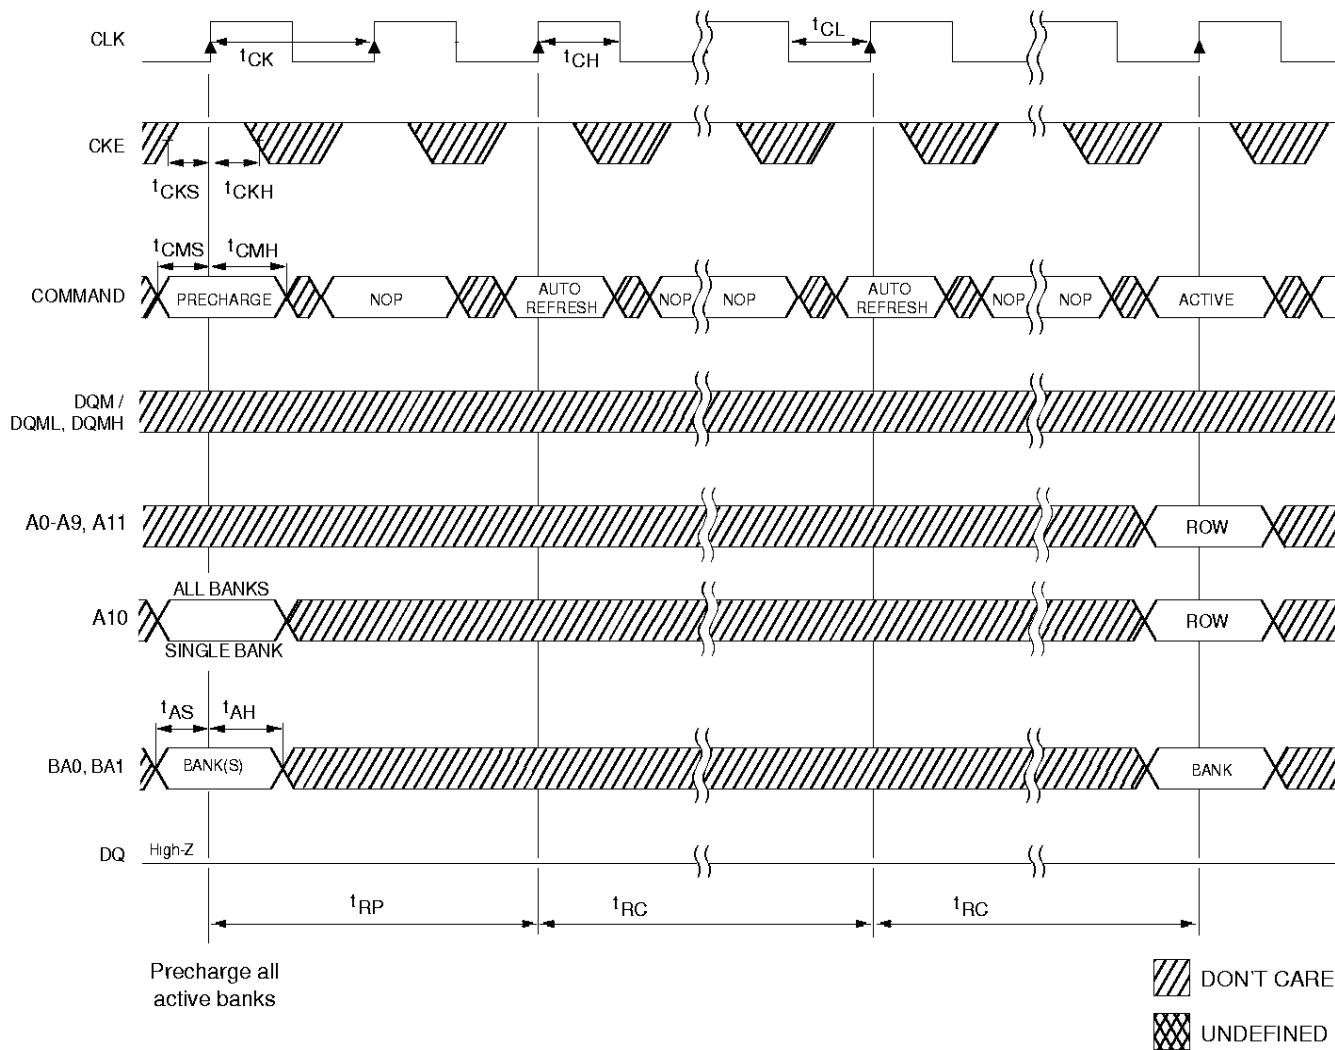 CLK
tCK
tCH
tCL
CKE
tCKS
tCKH
tCMS
tCMH
COMMAND
PRECHARGE
NOP
AUTO
REFRESH
NOP
NOP
AUTO
REFRESH
NOP
NOP
ACTIVE
DQM /
DQML, DQMH
A0-A9, A11
ROW
ALL BANKS
A10
ROW
SINGLE BANK
tAS
tAH
BA0, BA1
BANK(S)
BANK
DQ
High-Z
tRP
tRC
tRC
Precharge all
active banks
DON'T CARE
UNDEFINED